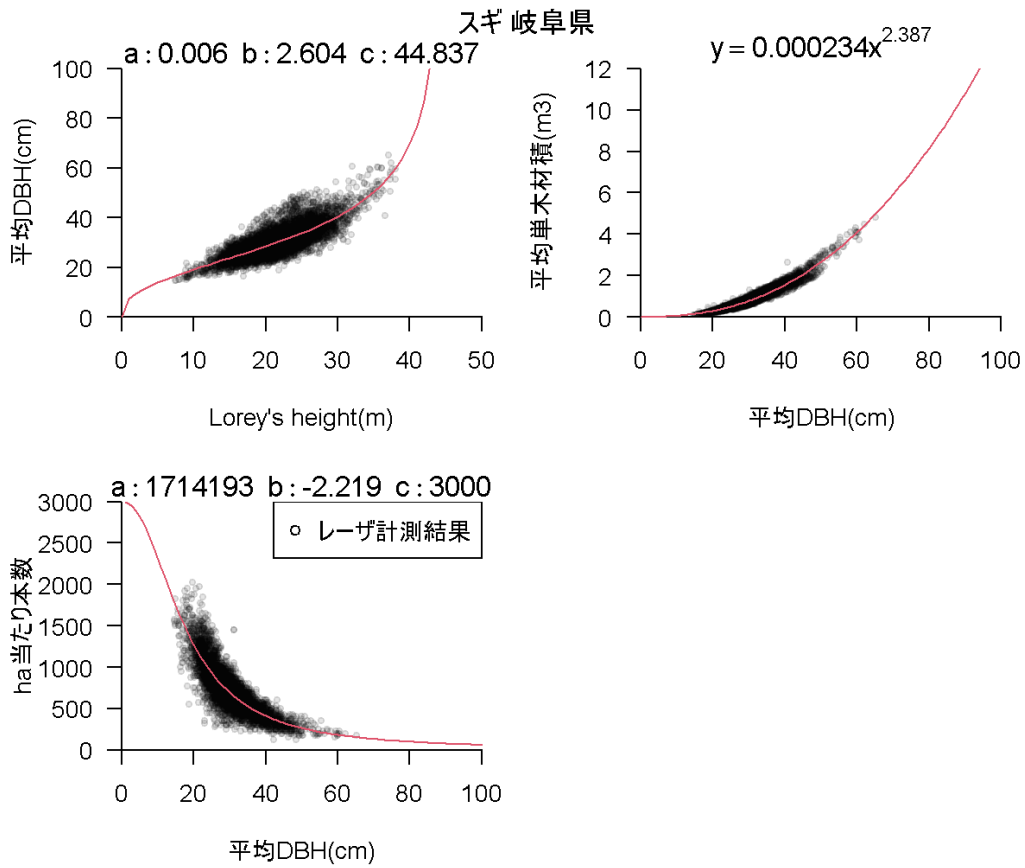 スギ 岐阜県
a : 0.006 b : 2.604 c : 44.837
平均DBH(cm)
100
80
60
40
20
0
0 10 20 30 40 50
Lorey's height(m)
y = 0.000234x^2.387
平均単木材積(m3)
12
10
8
6
4
2
0
0 20 40 60 80 100
平均DBH(cm)
a : 1714193 b : -2.219 c : 3000
レーザ計測結果
ha当たり本数
3000
2500
2000
1500
1000
500
0
0 20 40 60 80 100
平均DBH(cm)